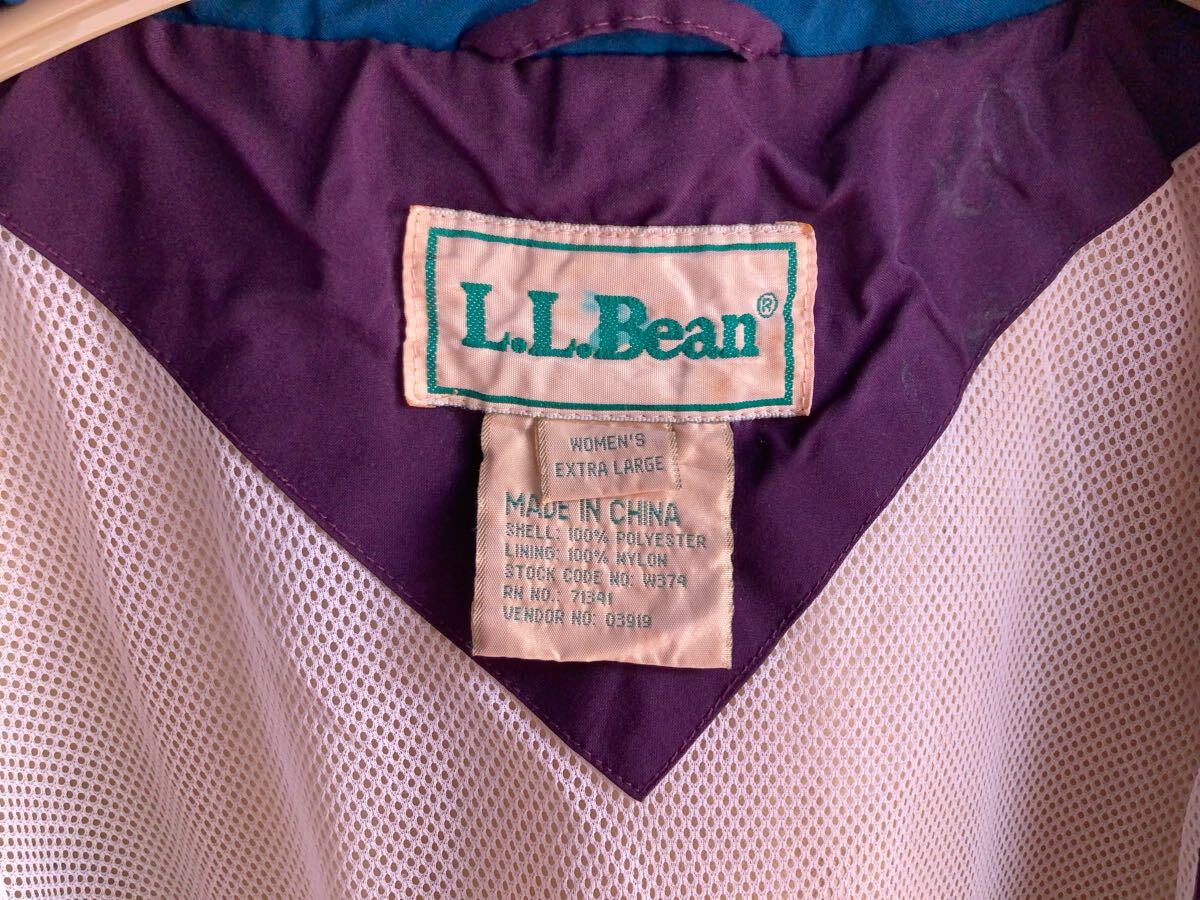 L.L.Bean®
WOMEN'S
EXTRA LARGE
MADE IN CHINA
SHELL: 100% POLYESTER
LINING: 100% NYLON
STOCK CODE NO: W374
RN NO.: 71341
VENDOR NO: 03919